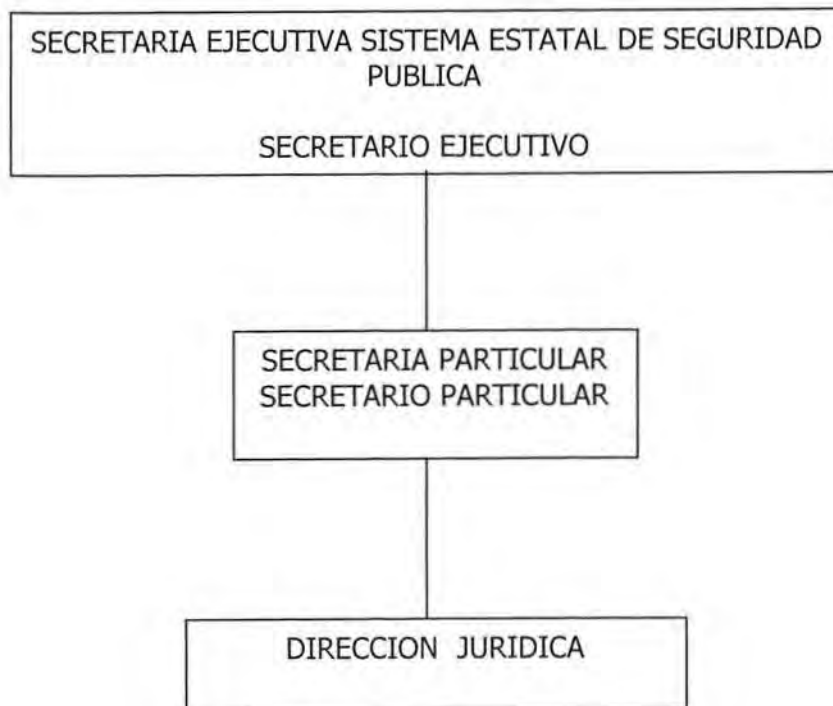 SECRETARIA EJECUTIVA SISTEMA ESTATAL DE SEGURIDAD
PUBLICA
SECRETARIO EJECUTIVO
SECRETARIA PARTICULAR
SECRETARIO PARTICULAR
DIRECCION JURIDICA